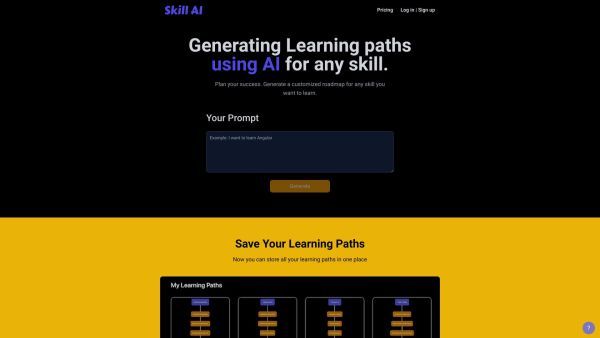 Skill AI
Pricing
Log in | Sign up
Generating Learning paths
using AI for any skill.
Plan your success. Generate a customized roadmap for any skill you
want to learn.
Your Prompt
Example: I want to learn Angular
Generate
Save Your Learning Paths
Now you can store all your learning paths in one place
My Learning Paths
?